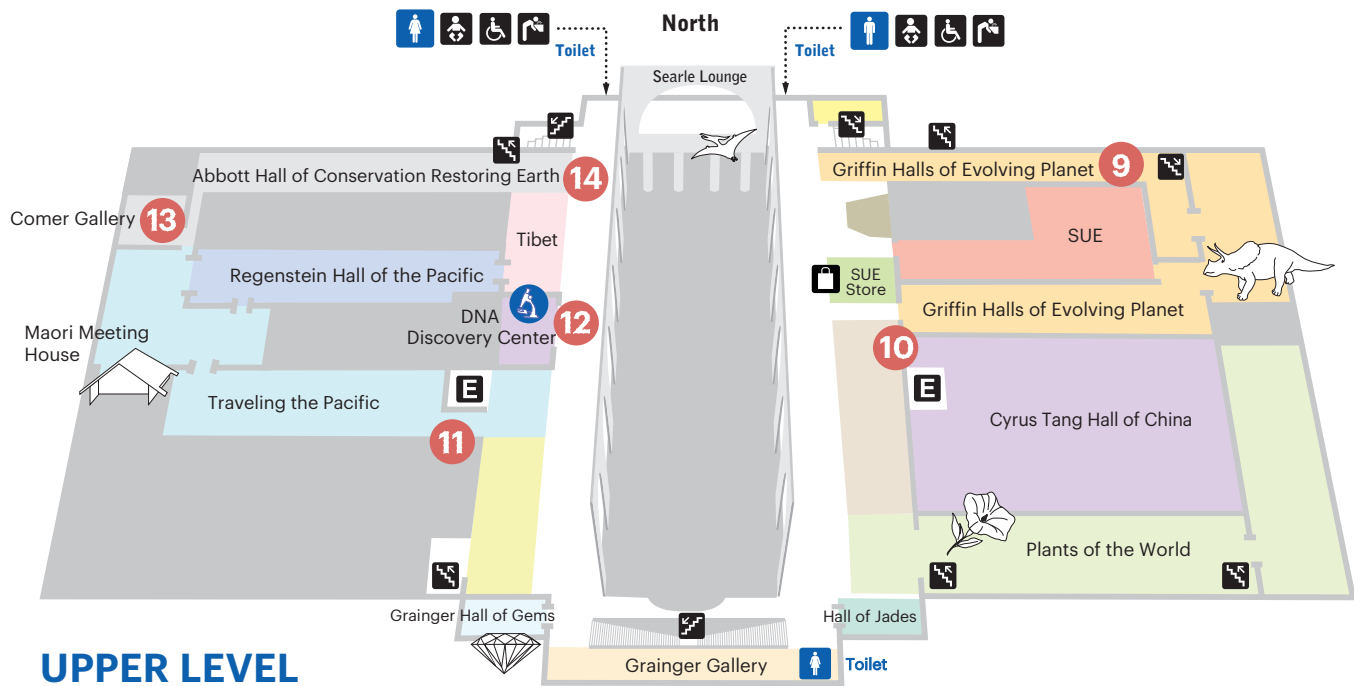 North
Toilet
Toilet
Searle Lounge
Abbott Hall of Conservation Restoring Earth
14
Griffin Halls of Evolving Planet
9
Comer Gallery
13
Tibet
SUE
Regenstein Hall of the Pacific
SUE
Store
DNA
Discovery Center
12
Griffin Halls of Evolving Planet
Maori Meeting
House
10
E
E
Traveling the Pacific
11
Cyrus Tang Hall of China
Plants of the World
Grainger Hall of Gems
Hall of Jades
Grainger Gallery
Toilet
UPPER LEVEL